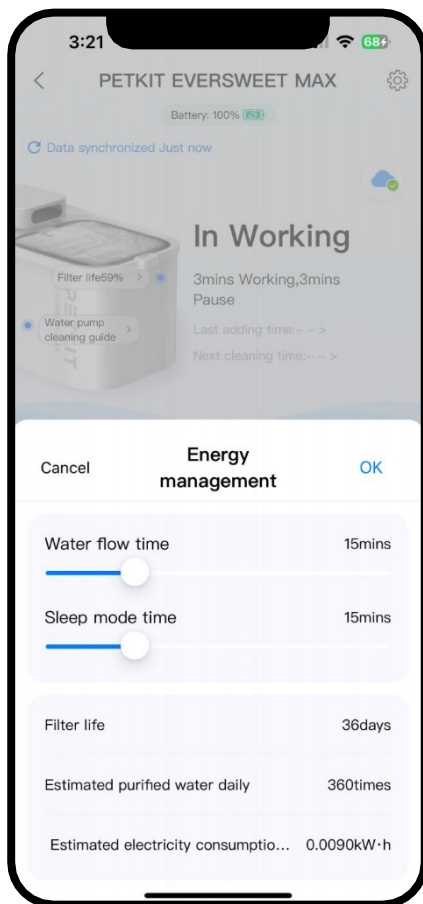 3:21
68
PETKIT EVERSWEET MAX
Battery: 100%
Data synchronized Just now
In Working
Filter life59% >
3mins Working,3mins
Pause
Water pump
cleaning guide >
Last adding time:-- >
Next cleaning time:-- >
Cancel
Energy
management
OK
Water flow time 15mins
Sleep mode time 15mins
Filter life 36days
Estimated purified water daily 360times
Estimated electricity consumptio... 0.0090kW·h